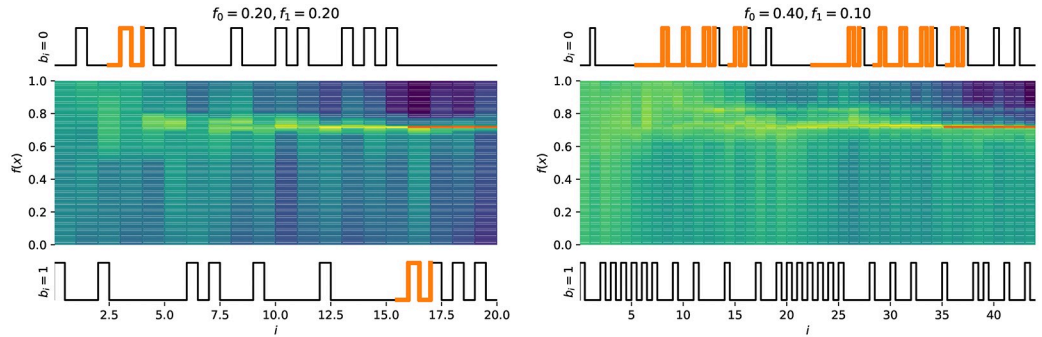 f₀ = 0.20, f₁ = 0.20
bᵢ = 0
1.0
0.8
0.6
0.4
0.2
0.0
f(x)
bᵢ = 1
2.5 5.0 7.5 10.0 12.5 15.0 17.5 20.0
i
f₀ = 0.40, f₁ = 0.10
bᵢ = 0
1.0
0.8
0.6
0.4
0.2
0.0
f(x)
bᵢ = 1
5 10 15 20 25 30 35 40
i